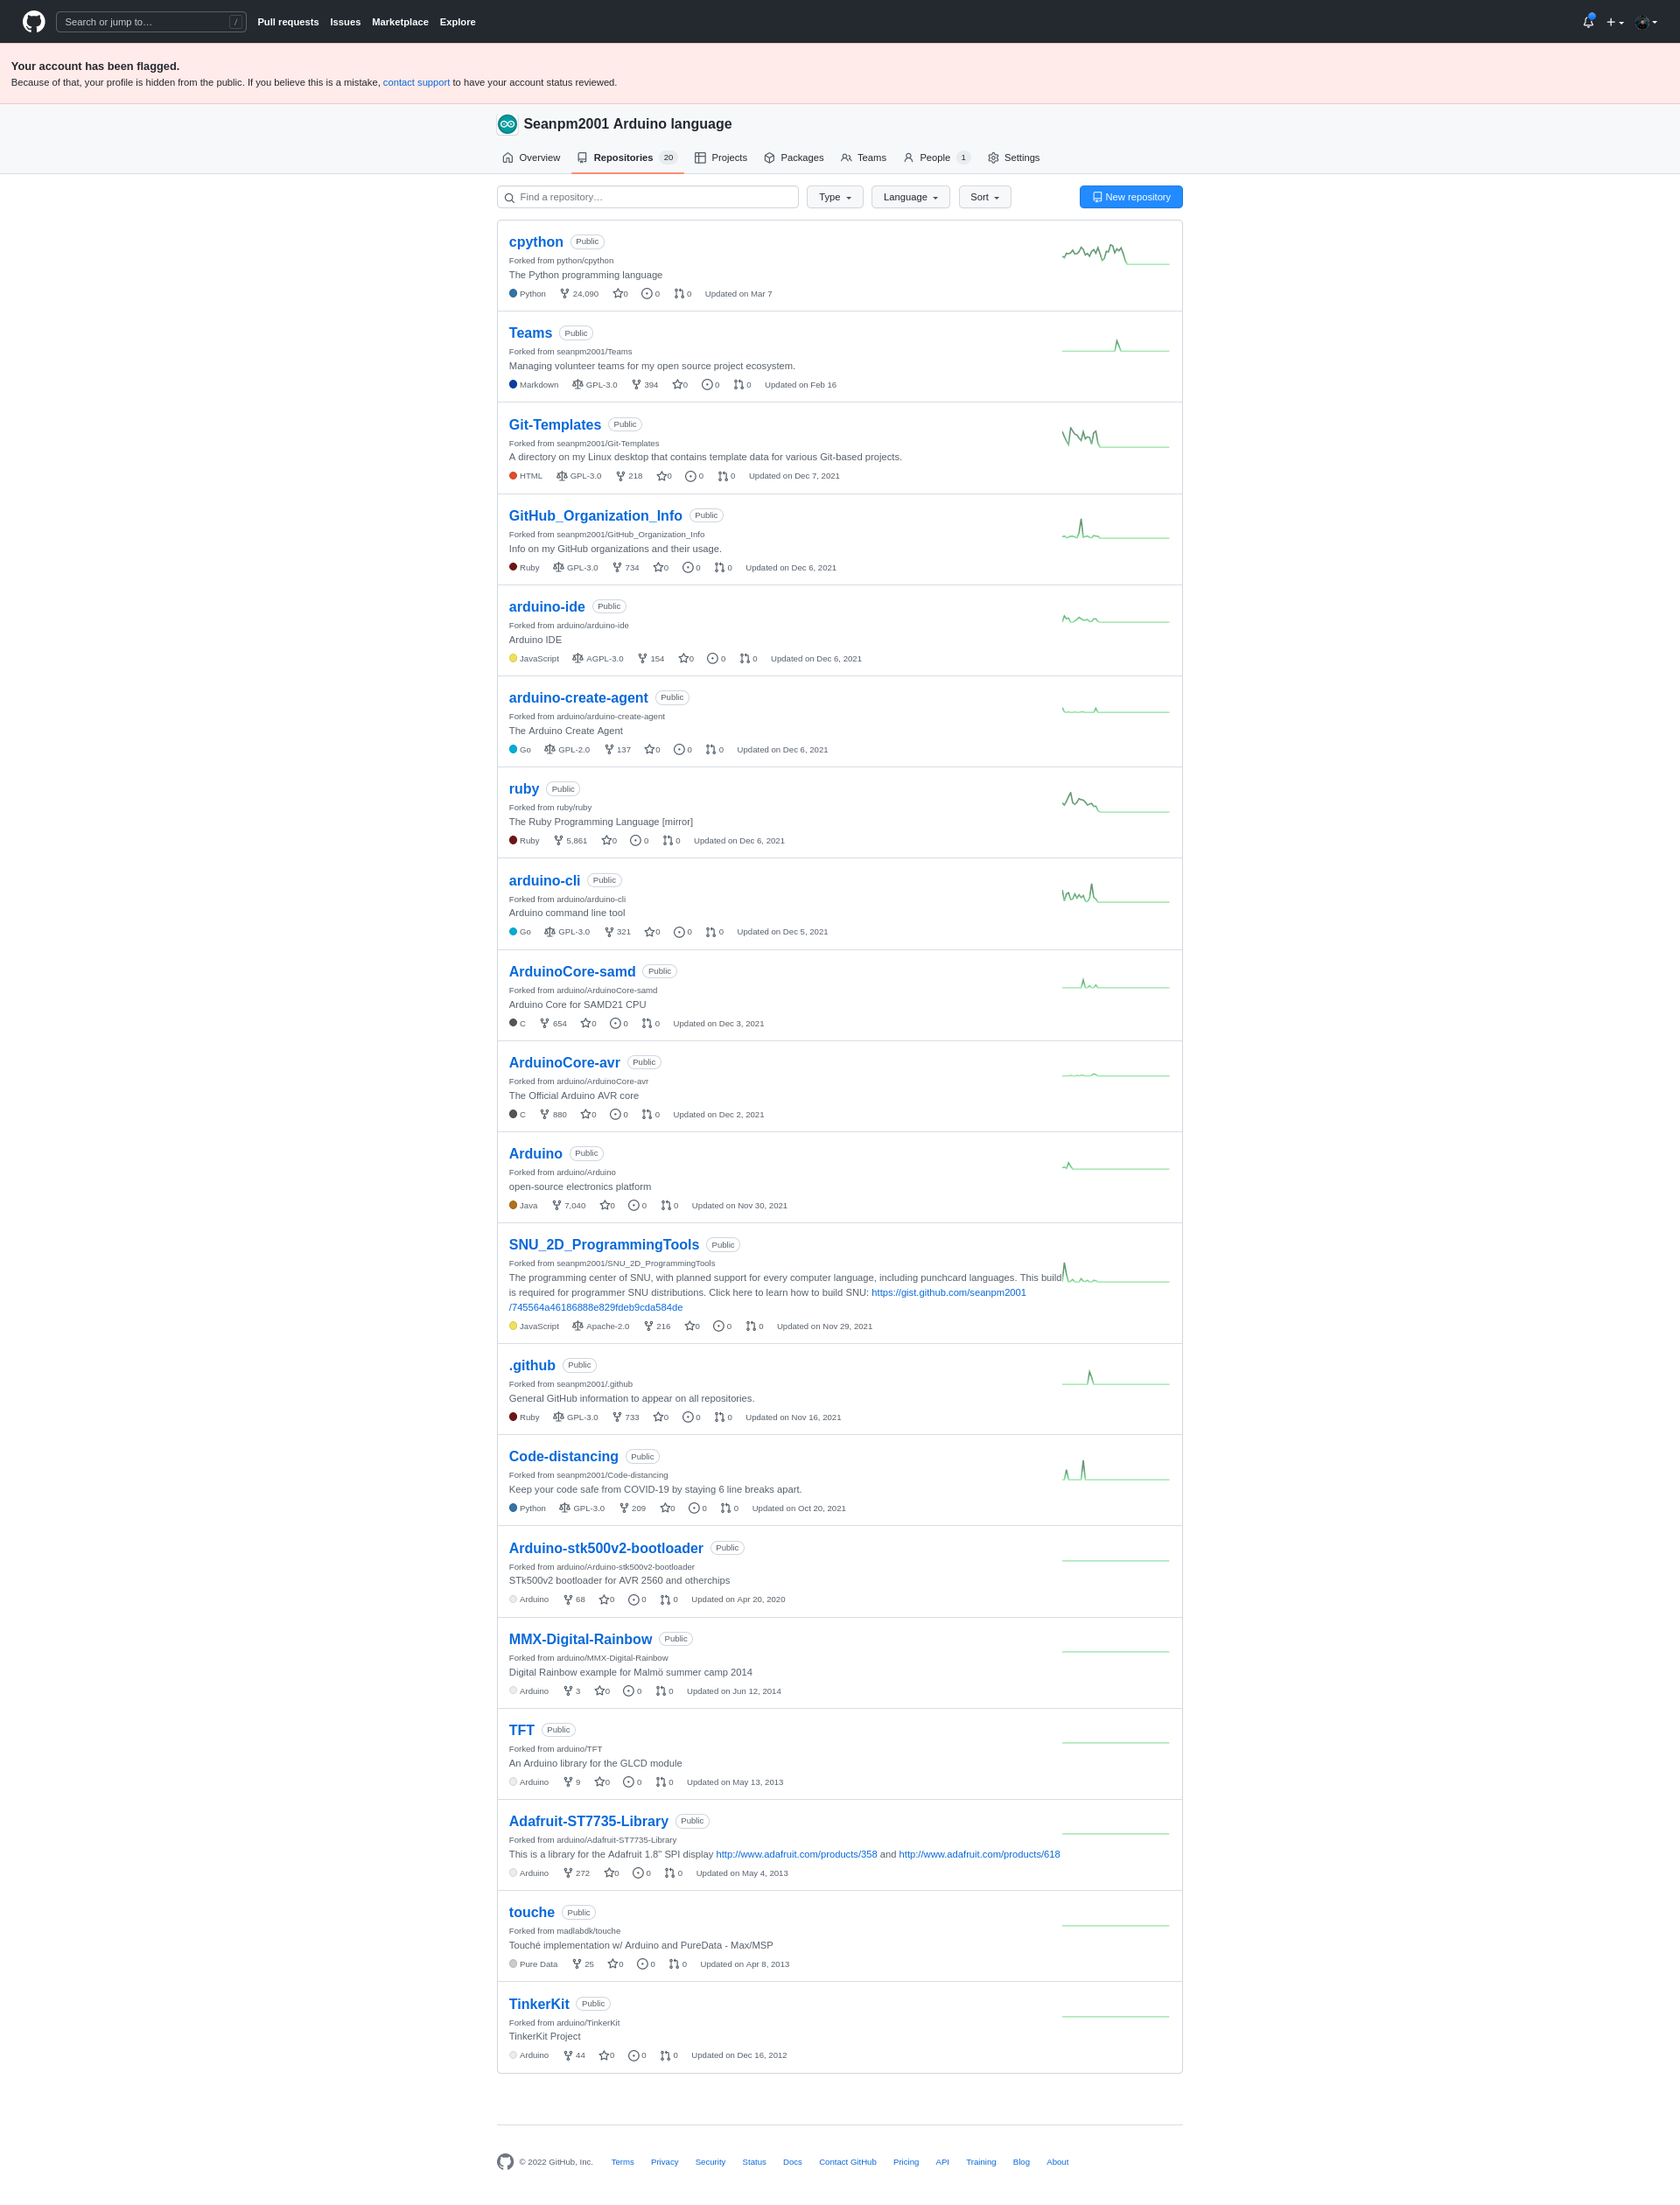 Search or jump to… /
Pull requests Issues Marketplace Explore
Your account has been flagged.
Because of that, your profile is hidden from the public. If you believe this is a mistake, contact support to have your account status reviewed.
Seanpm2001 Arduino language
Overview Repositories 20 Projects Packages Teams People 1 Settings
Find a repository… Type Language Sort New repository
cpython Public
Forked from python/cpython
The Python programming language
Python 24,090 0 0 0 Updated on Mar 7
Teams Public
Forked from seanpm2001/Teams
Managing volunteer teams for my open source project ecosystem.
Markdown GPL-3.0 394 0 0 0 Updated on Feb 16
Git-Templates Public
Forked from seanpm2001/Git-Templates
A directory on my Linux desktop that contains template data for various Git-based projects.
HTML GPL-3.0 218 0 0 0 Updated on Dec 7, 2021
GitHub_Organization_Info Public
Forked from seanpm2001/GitHub_Organization_Info
Info on my GitHub organizations and their usage.
Ruby GPL-3.0 734 0 0 0 Updated on Dec 6, 2021
arduino-ide Public
Forked from arduino/arduino-ide
Arduino IDE
JavaScript AGPL-3.0 154 0 0 0 Updated on Dec 6, 2021
arduino-create-agent Public
Forked from arduino/arduino-create-agent
The Arduino Create Agent
Go GPL-2.0 137 0 0 0 Updated on Dec 6, 2021
ruby Public
Forked from ruby/ruby
The Ruby Programming Language [mirror]
Ruby 5,861 0 0 0 Updated on Dec 6, 2021
arduino-cli Public
Forked from arduino/arduino-cli
Arduino command line tool
Go GPL-3.0 321 0 0 0 Updated on Dec 5, 2021
ArduinoCore-samd Public
Forked from arduino/ArduinoCore-samd
Arduino Core for SAMD21 CPU
C 654 0 0 0 Updated on Dec 3, 2021
ArduinoCore-avr Public
Forked from arduino/ArduinoCore-avr
The Official Arduino AVR core
C 880 0 0 0 Updated on Dec 2, 2021
Arduino Public
Forked from arduino/Arduino
open-source electronics platform
Java 7,040 0 0 0 Updated on Nov 30, 2021
SNU_2D_ProgrammingTools Public
Forked from seanpm2001/SNU_2D_ProgrammingTools
The programming center of SNU, with planned support for every computer language, including punchcard languages. This build
is required for programmer SNU distributions. Click here to learn how to build SNU: https://gist.github.com/seanpm2001
/745564a46186888e829fdeb9cda584de
JavaScript Apache-2.0 216 0 0 0 Updated on Nov 29, 2021
.github Public
Forked from seanpm2001/.github
General GitHub information to appear on all repositories.
Ruby GPL-3.0 733 0 0 0 Updated on Nov 16, 2021
Code-distancing Public
Forked from seanpm2001/Code-distancing
Keep your code safe from COVID-19 by staying 6 line breaks apart.
Python GPL-3.0 209 0 0 0 Updated on Oct 20, 2021
Arduino-stk500v2-bootloader Public
Forked from arduino/Arduino-stk500v2-bootloader
STk500v2 bootloader for AVR 2560 and otherchips
Arduino 68 0 0 0 Updated on Apr 20, 2020
MMX-Digital-Rainbow Public
Forked from arduino/MMX-Digital-Rainbow
Digital Rainbow example for Malmö summer camp 2014
Arduino 3 0 0 0 Updated on Jun 12, 2014
TFT Public
Forked from arduino/TFT
An Arduino library for the GLCD module
Arduino 9 0 0 0 Updated on May 13, 2013
Adafruit-ST7735-Library Public
Forked from arduino/Adafruit-ST7735-Library
This is a library for the Adafruit 1.8" SPI display http://www.adafruit.com/products/358 and http://www.adafruit.com/products/618
Arduino 272 0 0 0 Updated on May 4, 2013
touche Public
Forked from madlabdk/touche
Touché implementation w/ Arduino and PureData - Max/MSP
Pure Data 25 0 0 0 Updated on Apr 8, 2013
TinkerKit Public
Forked from arduino/TinkerKit
TinkerKit Project
Arduino 44 0 0 0 Updated on Dec 16, 2012
© 2022 GitHub, Inc. Terms Privacy Security Status Docs Contact GitHub Pricing API Training Blog About